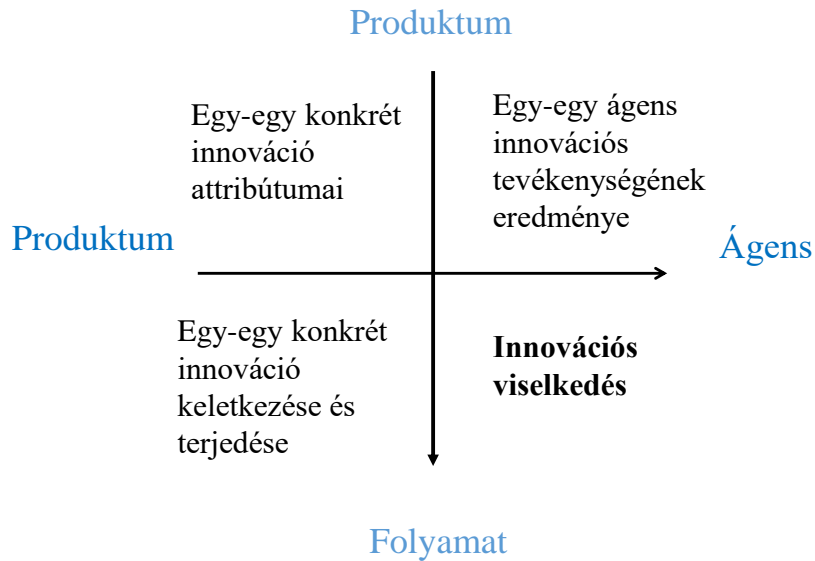 Produktum
Egy-egy konkrét
innováció
attribútumai
Egy-egy ágens
innovációs
tevékenységének
eredménye
Produktum
Ágens
Egy-egy konkrét
innováció
keletkezése és
terjedése
Innovációs
viselkedés
Folyamat